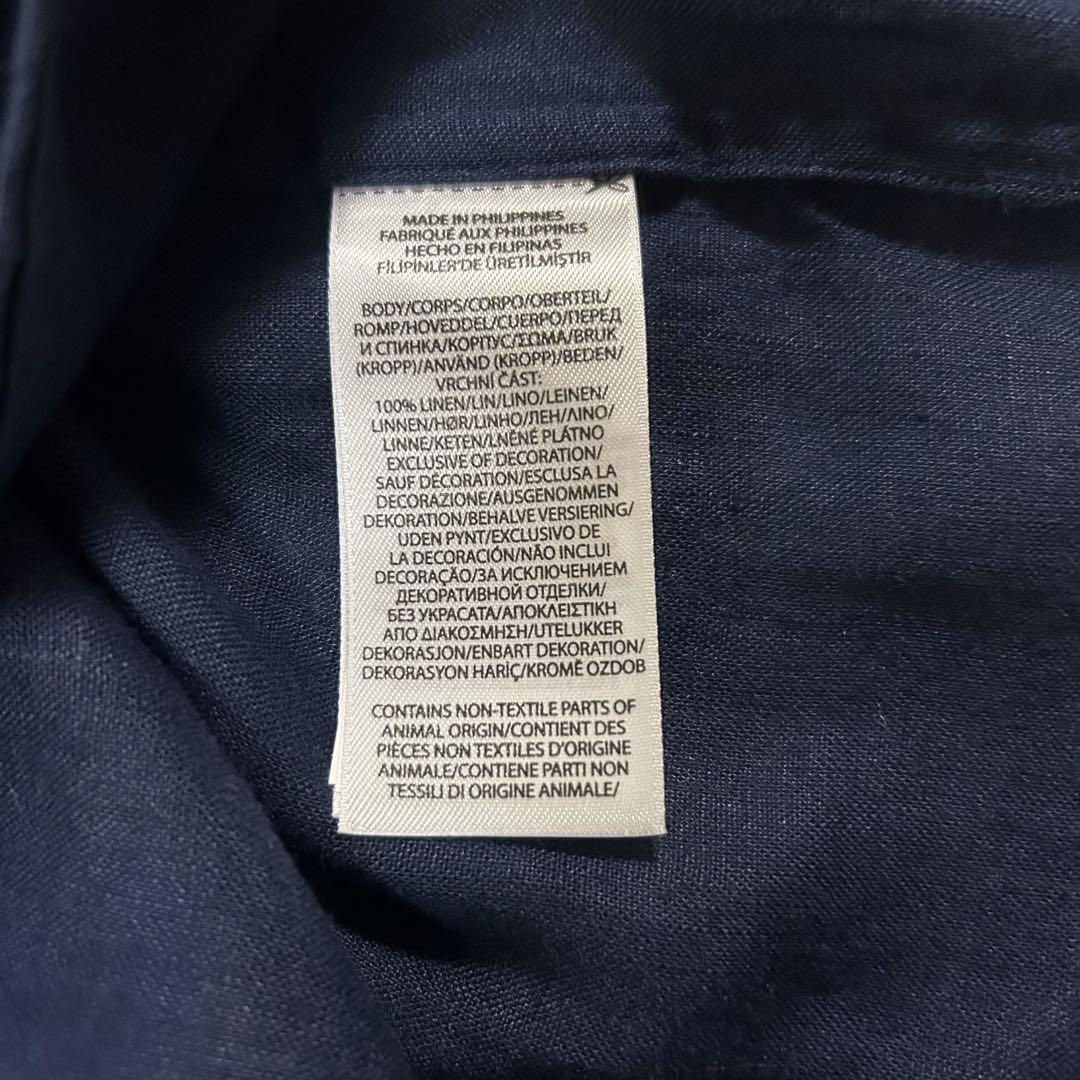 MADE IN PHILIPPINES
FABRIQUÉ AUX PHILIPPINES
HECHO EN FILIPINAS
FİLİPİNLER'DE ÜRETİLMİŞTİR
BODY/CORPS/CORPO/OBERTEIL/
ROMP/HOVEDDEL/CUERPO/ПЕРЕД
И СПИНКА/КОРПУС/ΣΩΜΑ/BRUK
(KROPP)/ANVÄND (KROPP)/BEDEN/
VRCHNÍ ČÁST:
100% LINEN/LIN/LINO/LEINEN/
LINNEN/HØR/LINHO/ЛЕН/ΛΙΝΟ/
LINNE/KETEN/LNĚNÉ PLÁTNO
EXCLUSIVE OF DECORATION/
SAUF DÉCORATION/ESCLUSA LA
DECORAZIONE/AUSGENOMMEN
DEKORATION/BEHALVE VERSIERING/
UDEN PYNT/EXCLUSIVO DE
LA DECORACIÓN/NÃO INCLUI
DECORAÇÃO/ЗА ИСКЛЮЧЕНИЕМ
ДЕКОРАТИВНОЙ ОТДЕЛКИ/
БЕЗ УКРАСАТА/ΑΠΟΚΛΕΙΣΤΙΚΗ
ΑΠΟ ΔΙΑΚΟΣΜΗΣΗ/UTELUKKER
DEKORASJON/ENBART DEKORATION/
DEKORASYON HARİÇ/KROMĚ OZDOB
CONTAINS NON-TEXTILE PARTS OF
ANIMAL ORIGIN/CONTIENT DES
PIÈCES NON TEXTILES D'ORIGINE
ANIMALE/CONTIENE PARTI NON
TESSILI DI ORIGINE ANIMALE/